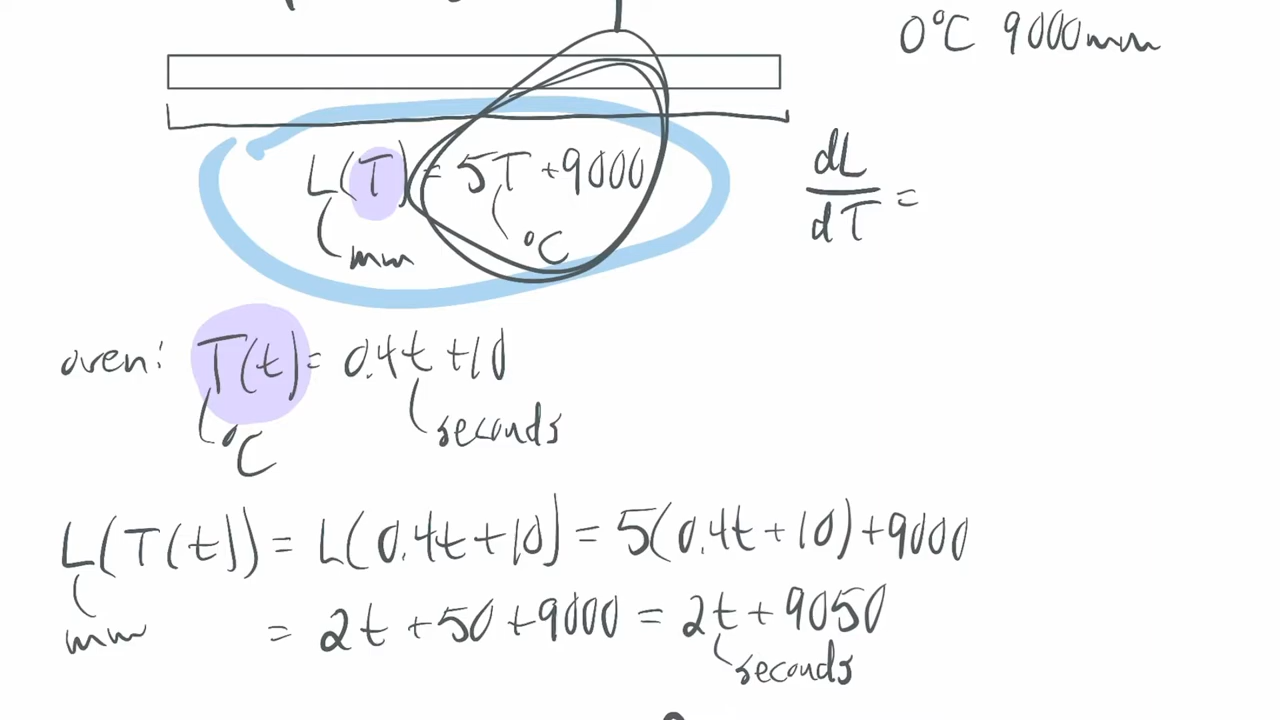 0°C 9000mm
L(T) = 5T +9000
mm
°C
dL/dT =
oven: T(t) = 0.4t +10
°C
seconds
L(T(t)) = L(0.4t+10) = 5(0.4t+10)+9000
mm
= 2t +50 +9000 = 2t + 9050
seconds